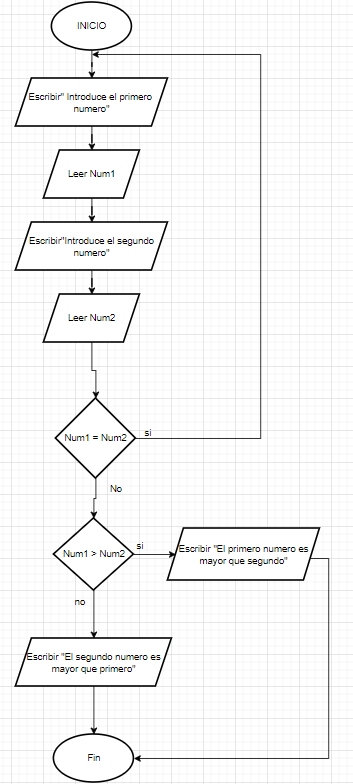 INICIO
Escribir" Introduce el primero
numero"
Leer Num1
Escribir"Introduce el segundo
numero"
Leer Num2
Num1 = Num2
si
No
Num1 > Num2
si
Escribir "El primero numero es
mayor que segundo"
no
Escribir "El segundo numero es
mayor que primero"
Fin